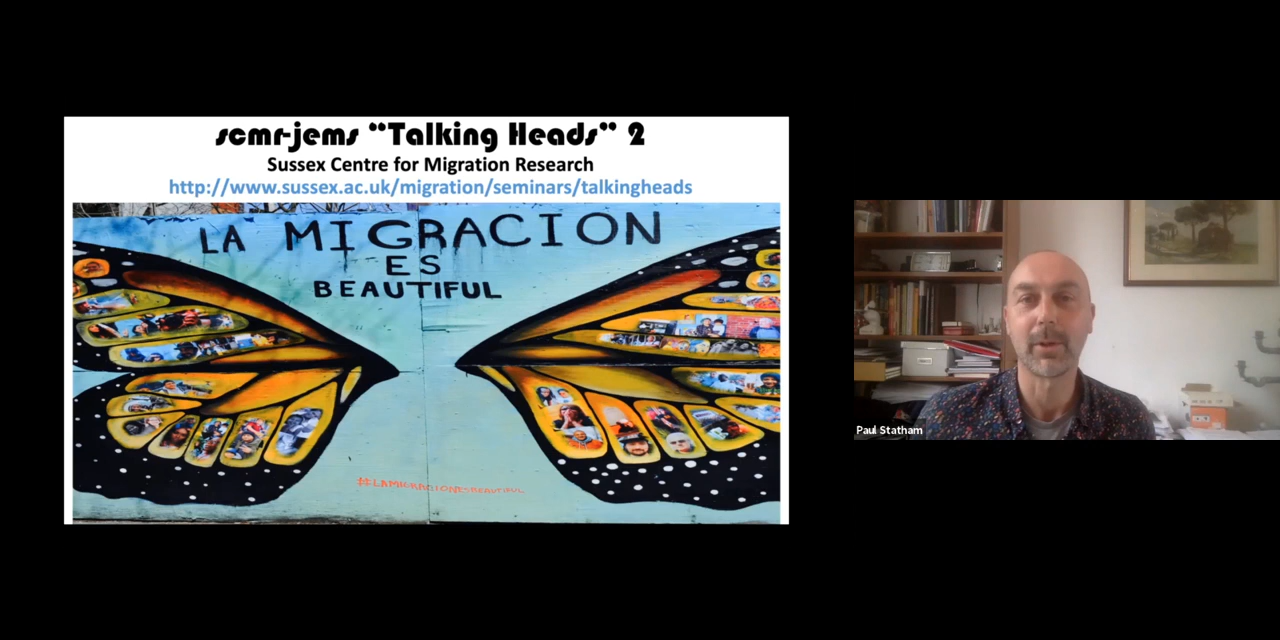 scmr-jems “Talking Heads” 2
Sussex Centre for Migration Research
http://www.sussex.ac.uk/migration/seminars/talkingheads
LA MIGRACION
ES
BEAUTIFUL
#LAMIGRACIONESBEAUTIFUL
Paul Statham